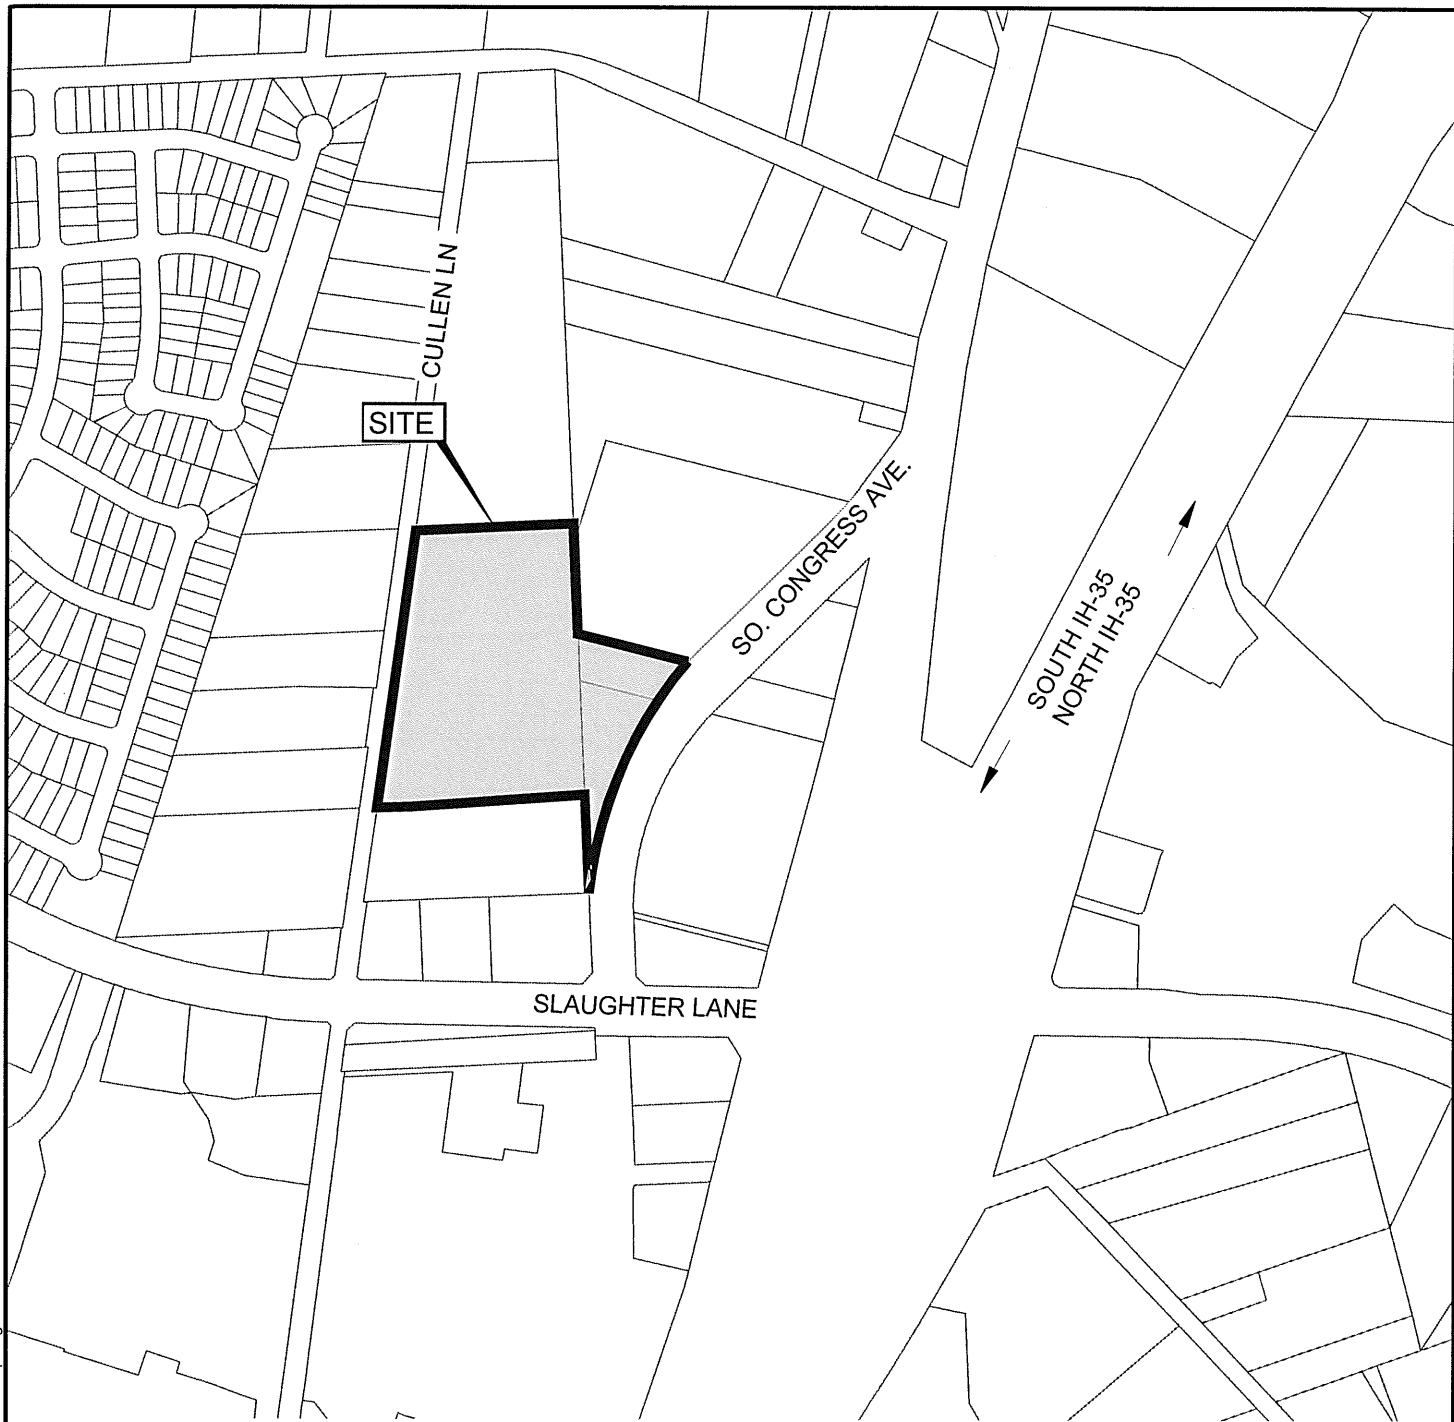 CULLEN LN
SITE
SO. CONGRESS AVE.
SOUTH IH-35
NORTH IH-35
SLAUGHTER LANE